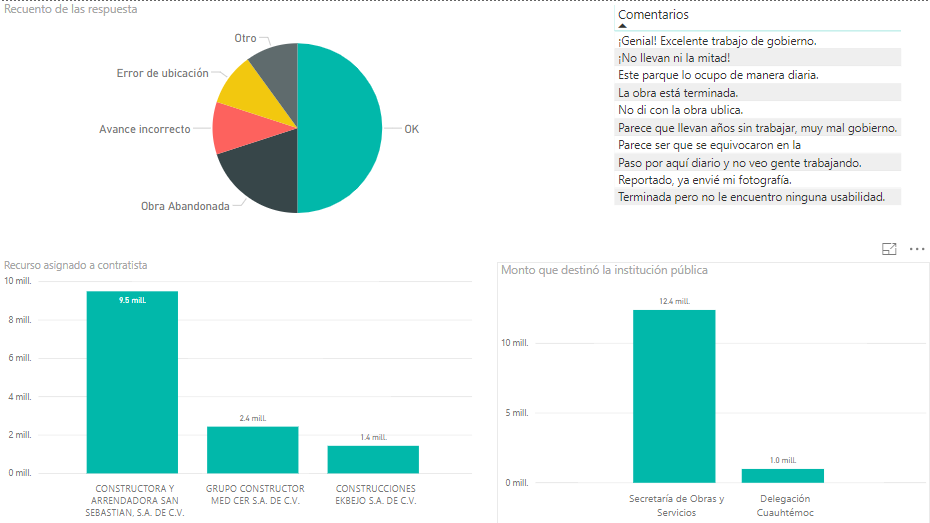 Recuento de las respuesta
Otro
Error de ubicación
Avance incorrecto
OK
Obra Abandonada
Comentarios
¡Genial! Excelente trabajo de gobierno.
¡No llevan ni la mitad!
Este parque lo ocupo de manera diaria.
La obra está terminada.
No di con la obra ublica.
Parece que llevan años sin trabajar, muy mal gobierno.
Parece ser que se equivocaron en la
Paso por aquí diario y no veo gente trabajando.
Reportado, ya envié mi fotografía.
Terminada pero no le encuentro ninguna usabilidad.
Recurso asignado a contratista
10 mill.
8 mill.
6 mill.
4 mill.
2 mill.
0 mill.
9.5 mill.
2.4 mill.
1.4 mill.
CONSTRUCTORA Y
ARRENDADORA SAN
SEBASTIAN, S.A. DE C.V.
GRUPO CONSTRUCTOR
MED CER S.A. DE C.V.
CONSTRUCCIONES
EKBEJO S.A. DE C.V.
Monto que destinó la institución pública
10 mill.
5 mill.
0 mill.
12.4 mill.
1.0 mill.
Secretaría de Obras y
Servicios
Delegación
Cuauhtémoc